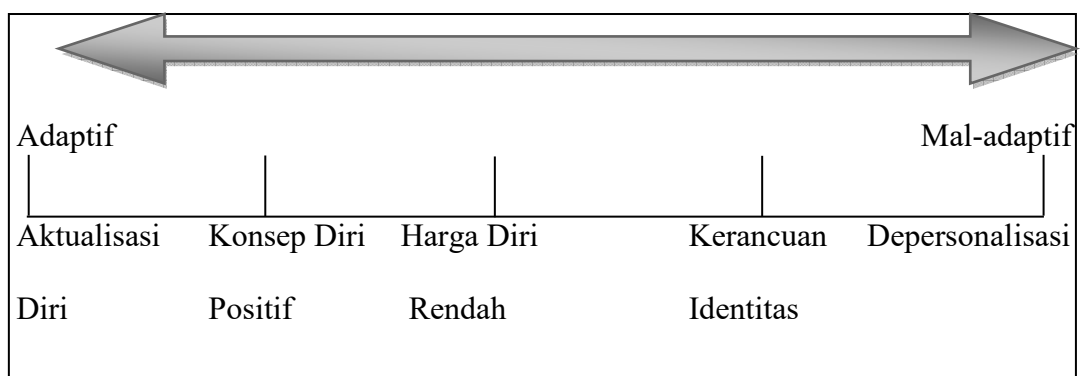 Adaptif Mal-adaptif
Aktualisasi Konsep Diri Harga Diri Kerancuan Depersonalisasi
Diri Positif Rendah Identitas